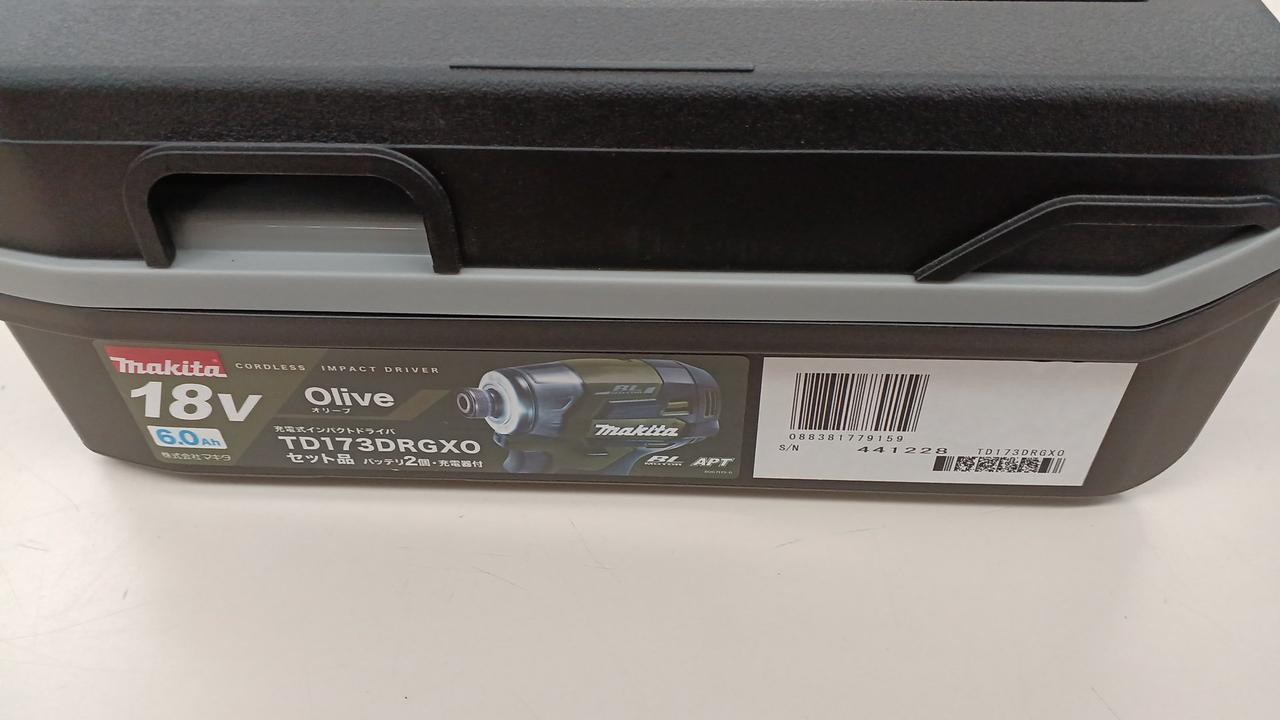 makita CORDLESS IMPACT DRIVER
18V Olive
オリーブ
6.0Ah 充電式インパクトドライバ
TD173DRGXO
株式会社マキタ セット品 バッテリ2個・充電器付
makita
BL MOTOR APT
088381779159
S/N 441228 TD173DRGXO